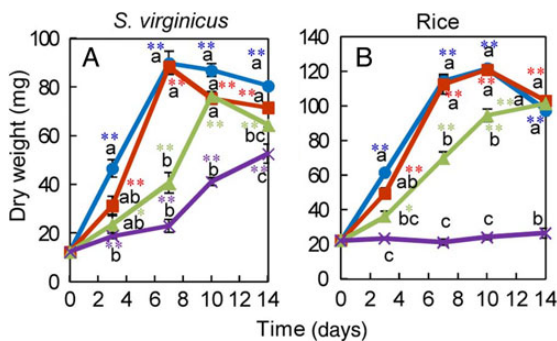 S. virginicus
Rice
Dry weight (mg)
A
100
80
60
40
20
0
0 2 4 6 8 10 12 14
** a
** a
** a
** a
** a
** a
** a
** ab
* ab
** b
** b
** b
** a
** bc
** b
** c
B
140
120
100
80
60
40
20
0
0 2 4 6 8 10 12 14
** a
** a
** a
** a
** a
** a
** a
** ab
* bc
** b
** b
** a
c
c
c
b
Time (days)